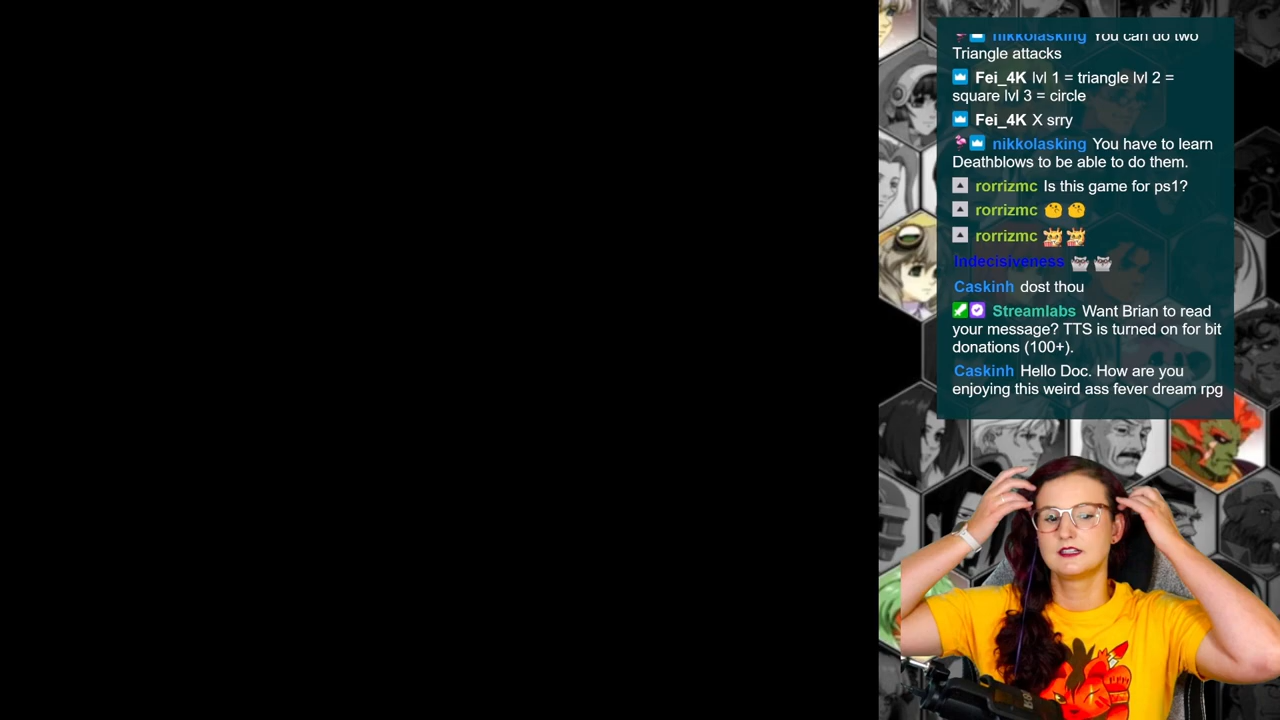 nikkolasking You can do two
Triangle attacks
Fei_4K lvl 1 = triangle lvl 2 =
square lvl 3 = circle
Fei_4K X srry
nikkolasking You have to learn
Deathblows to be able to do them.
rorrizmc Is this game for ps1?
rorrizmc
rorrizmc
Indecisiveness
Caskinh dost thou
Streamlabs Want Brian to read
your message? TTS is turned on for bit
donations (100+).
Caskinh Hello Doc. How are you
enjoying this weird ass fever dream rpg